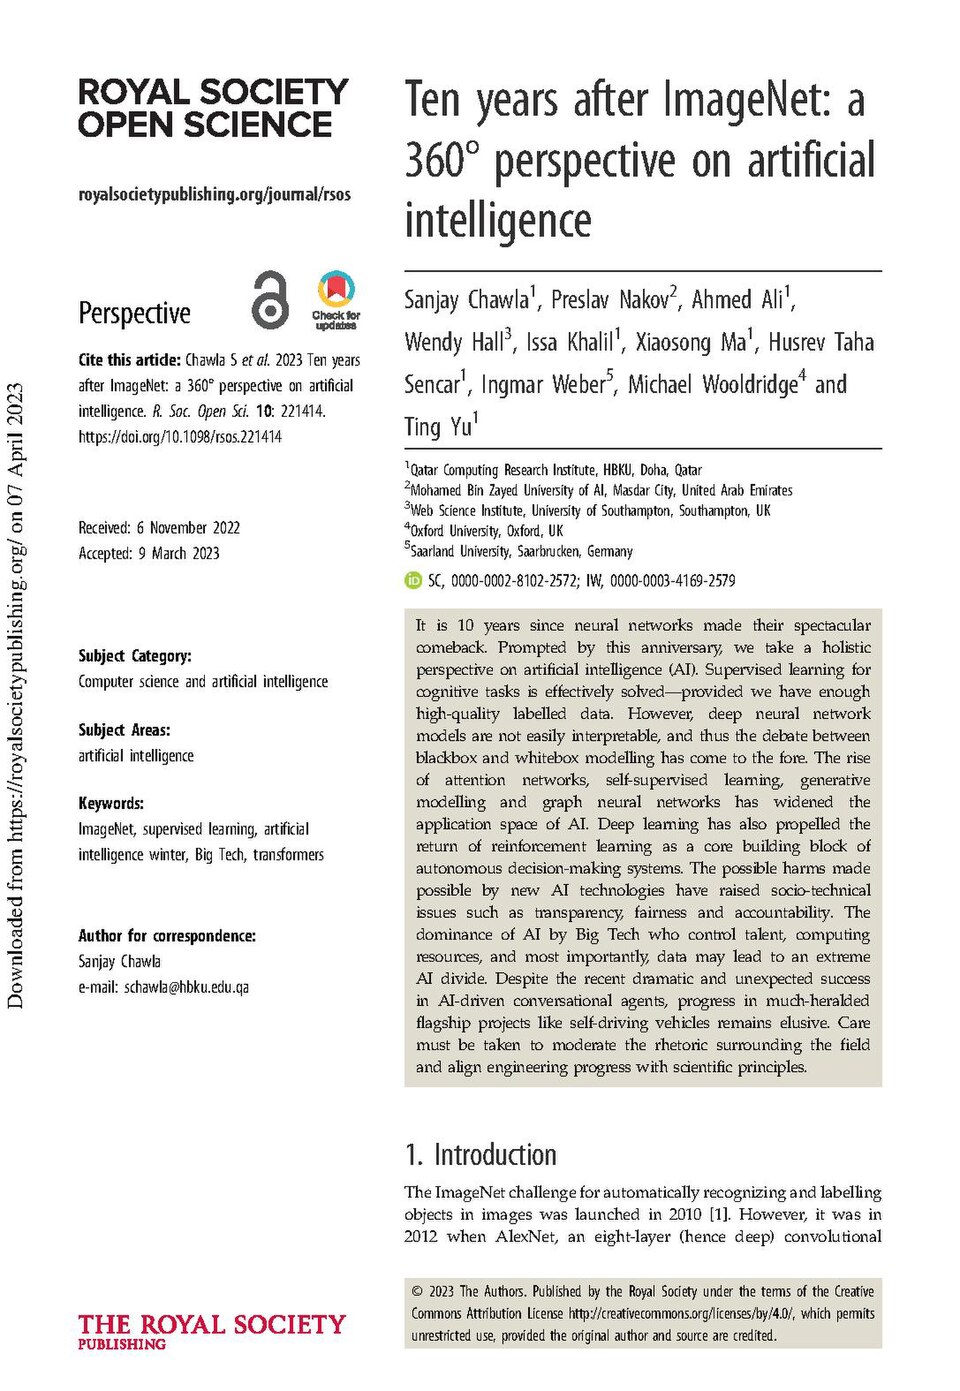 ROYAL SOCIETY
OPEN SCIENCE
royalsocietypublishing.org/journal/rsos
Perspective
Check for
updates
Cite this article: Chawla S et al. 2023 Ten years
after ImageNet: a 360° perspective on artificial
intelligence. R. Soc. Open Sci. 10: 221414.
https://doi.org/10.1098/rsos.221414
Received: 6 November 2022
Accepted: 9 March 2023
Subject Category:
Computer science and artificial intelligence
Subject Areas:
artificial intelligence
Keywords:
ImageNet, supervised learning, artificial
intelligence winter, Big Tech, transformers
Author for correspondence:
Sanjay Chawla
e-mail: schawla@hbku.edu.qa
THE ROYAL SOCIETY
PUBLISHING
Downloaded from https://royalsocietypublishing.org/ on 07 April 2023
Ten years after ImageNet: a
360° perspective on artificial
intelligence
Sanjay Chawla1, Preslav Nakov2, Ahmed Ali1,
Wendy Hall3, Issa Khalil1, Xiaosong Ma1, Husrev Taha
Sencar1, Ingmar Weber5, Michael Wooldridge4 and
Ting Yu1
1Qatar Computing Research Institute, HBKU, Doha, Qatar
2Mohamed Bin Zayed University of AI, Masdar City, United Arab Emirates
3Web Science Institute, University of Southampton, Southampton, UK
4Oxford University, Oxford, UK
5Saarland University, Saarbrucken, Germany
iD SC, 0000-0002-8102-2572; IW, 0000-0003-4169-2579
It is 10 years since neural networks made their spectacular
comeback. Prompted by this anniversary, we take a holistic
perspective on artificial intelligence (AI). Supervised learning for
cognitive tasks is effectively solved—provided we have enough
high-quality labelled data. However, deep neural network
models are not easily interpretable, and thus the debate between
blackbox and whitebox modelling has come to the fore. The rise
of attention networks, self-supervised learning, generative
modelling and graph neural networks has widened the
application space of AI. Deep learning has also propelled the
return of reinforcement learning as a core building block of
autonomous decision-making systems. The possible harms made
possible by new AI technologies have raised socio-technical
issues such as transparency, fairness and accountability. The
dominance of AI by Big Tech who control talent, computing
resources, and most importantly, data may lead to an extreme
AI divide. Despite the recent dramatic and unexpected success
in AI-driven conversational agents, progress in much-heralded
flagship projects like self-driving vehicles remains elusive. Care
must be taken to moderate the rhetoric surrounding the field
and align engineering progress with scientific principles.
1. Introduction
The ImageNet challenge for automatically recognizing and labelling
objects in images was launched in 2010 [1]. However, it was in
2012 when AlexNet, an eight-layer (hence deep) convolutional
© 2023 The Authors. Published by the Royal Society under the terms of the Creative
Commons Attribution License http://creativecommons.org/licenses/by/4.0/, which permits
unrestricted use, provided the original author and source are credited.